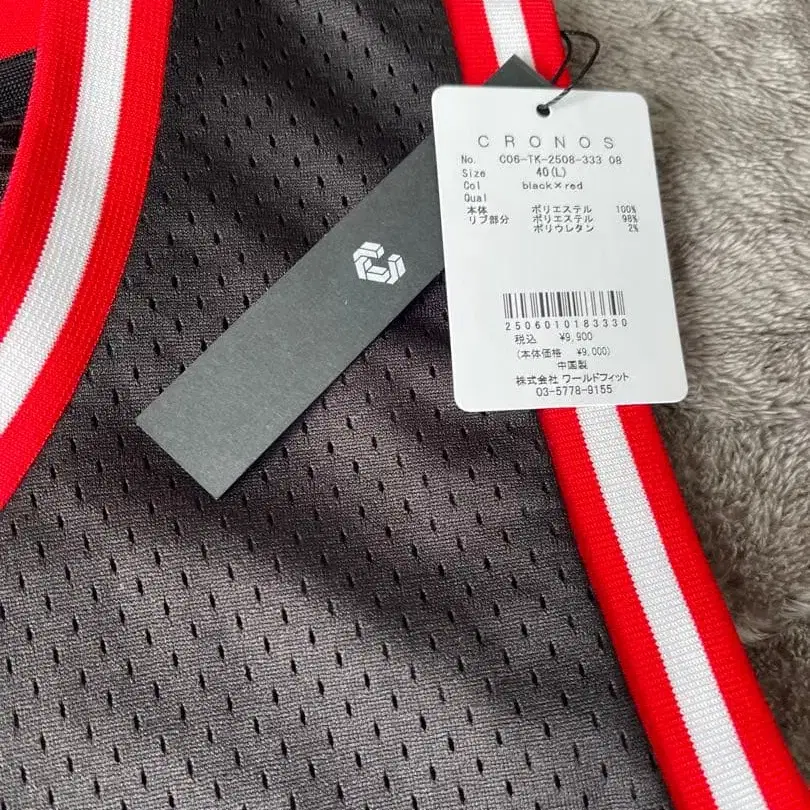 CRONOS
No. C06-TK-2508-333 08
Size 40(L)
Col black×red
Qual
本体 ポリエステル 100%
リブ部分 ポリエステル 98%
ポリウレタン 2%
2506010183330
税込 ¥9,900
(本体価格 ¥9,000)
中国製
株式会社 ワールドフィット
03-5778-9155